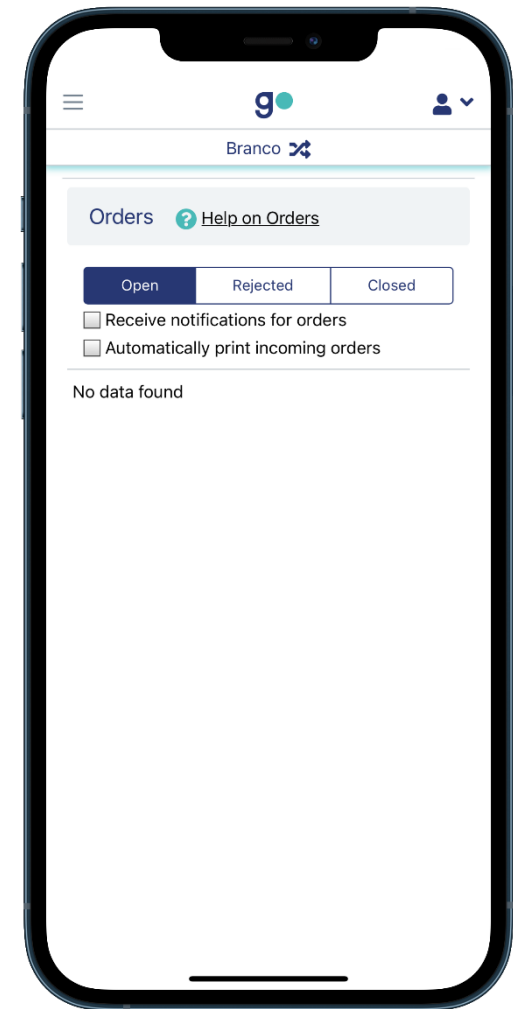 go
Branco
Orders Help on Orders
Open Rejected Closed
Receive notifications for orders
Automatically print incoming orders
No data found